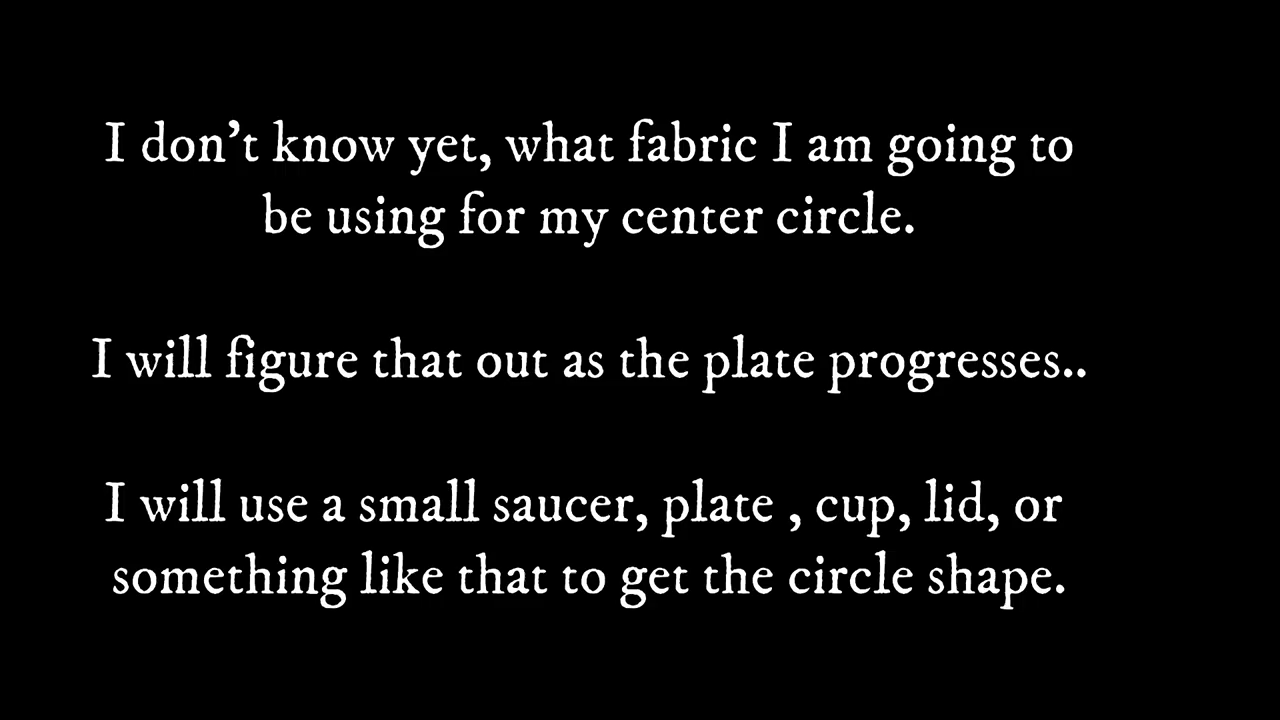 I don't know yet, what fabric I am going to
be using for my center circle.
I will figure that out as the plate progresses..
I will use a small saucer, plate , cup, lid, or
something like that to get the circle shape.